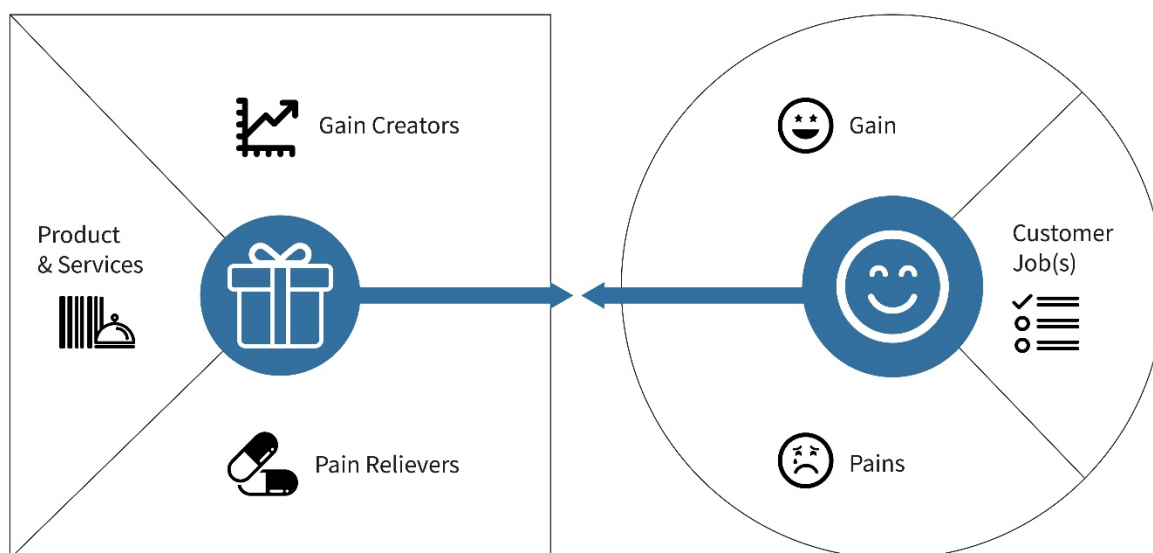 Gain Creators
Product
& Services
Pain Relievers
Gain
Customer
Job(s)
Pains